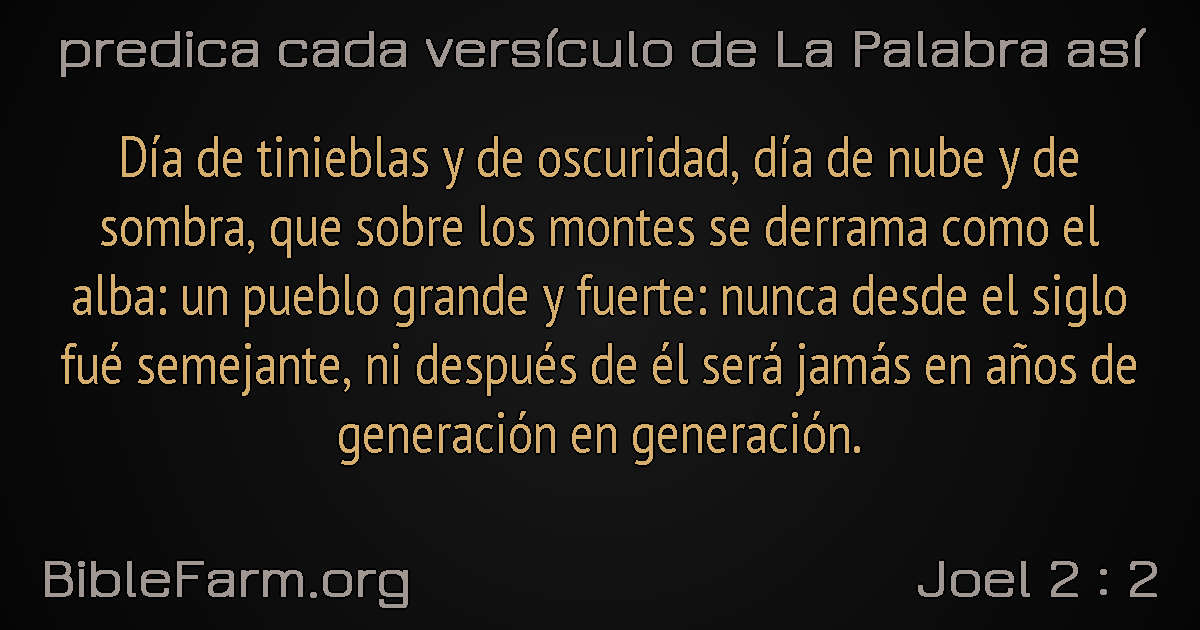 predica cada versículo de La Palabra así
Día de tinieblas y de oscuridad, día de nube y de
sombra, que sobre los montes se derrama como el
alba: un pueblo grande y fuerte: nunca desde el siglo
fué semejante, ni después de él será jamás en años de
generación en generación.
BibleFarm.org
Joel 2 : 2